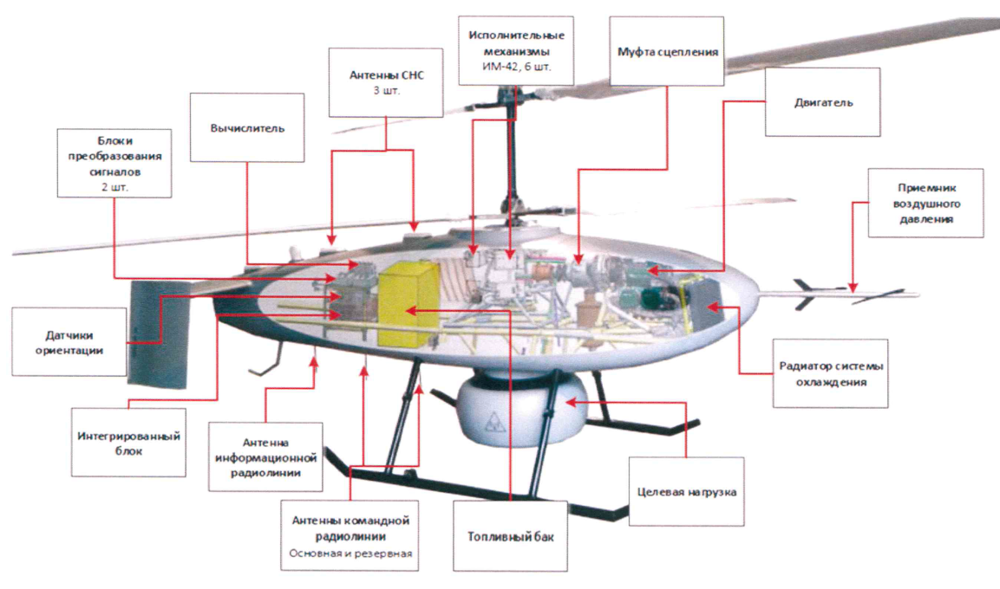 Исполнительные
механизмы
ИМ-42, 6 шт.
Муфта сцепления
Антенны СНС
3 шт.
Двигатель
Вычислитель
Блоки
преобразования
сигналов
2 шт.
Приемник
воздушного
давления
Датчики
ориентации
Радиатор системы
охлаждения
Интегрированный
блок
Антенна
информационной
радиолинии
Целевая нагрузка
Антенны командной
радиолинии
Основная и резервная
Топливный бак